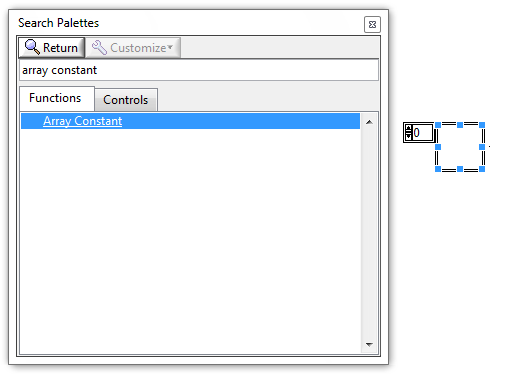 Search Palettes
Return Customize
array constant
Functions Controls
Array Constant
0